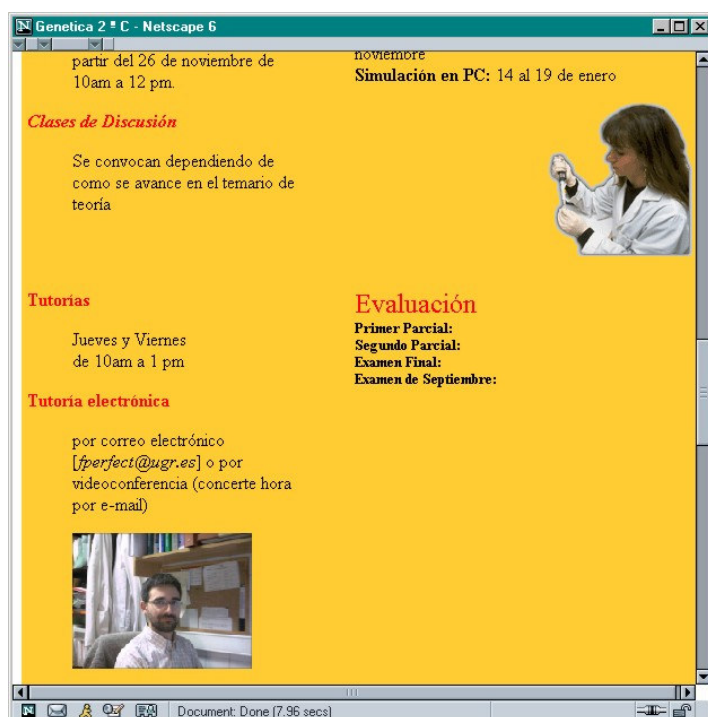 Genetica 2 ª C - Netscape 6
partir del 26 de noviembre de
10am a 12 pm.
Clases de Discusión
Se convocan dependiendo de
como se avance en el temario de
teoría
Tutorías
Jueves y Viernes
de 10am a 1 pm
Tutoría electrónica
por correo electrónico
[fperfect@ugr.es] o por
videoconferencia (concerte hora
por e-mail)
noviembre
Simulación en PC: 14 al 19 de enero
Evaluación
Primer Parcial:
Segundo Parcial:
Examen Final:
Examen de Septiembre:
Document: Done (7.96 secs)